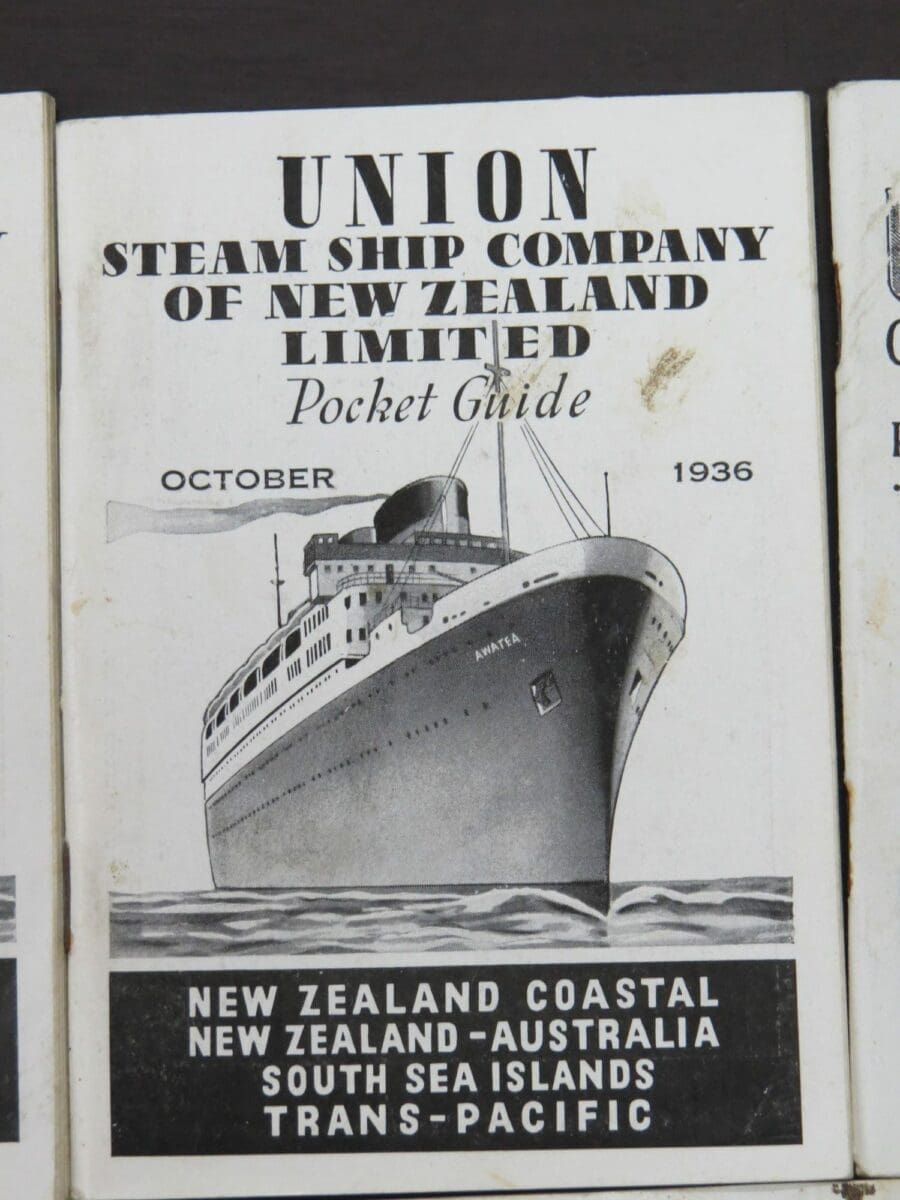 UNION
STEAM SHIP COMPANY
OF NEW ZEALAND
LIMITED
Pocket Guide
OCTOBER 1936
AWATEA
NEW ZEALAND COASTAL
NEW ZEALAND-AUSTRALIA
SOUTH SEA ISLANDS
TRANS-PACIFIC